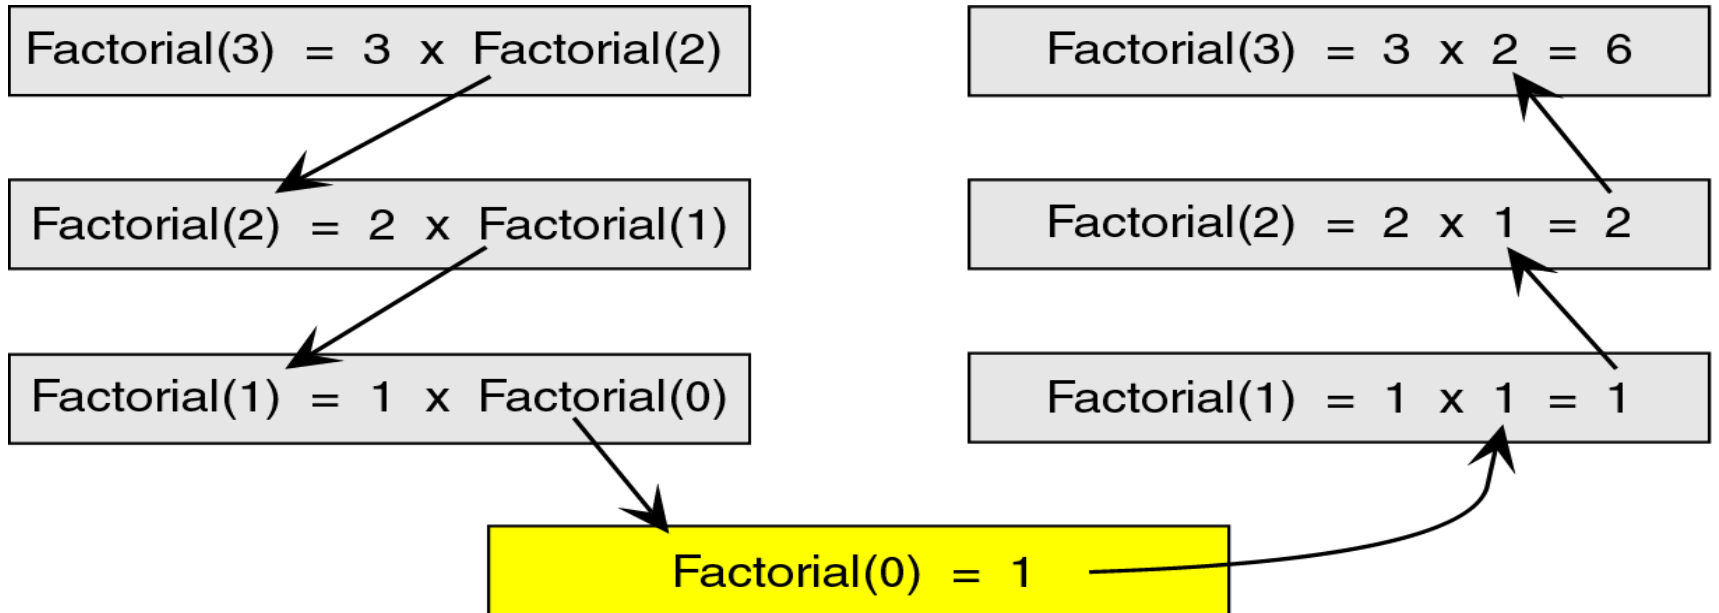 Factorial(3) = 3 x Factorial(2)
Factorial(2) = 2 x Factorial(1)
Factorial(1) = 1 x Factorial(0)
Factorial(0) = 1
Factorial(3) = 3 x 2 = 6
Factorial(2) = 2 x 1 = 2
Factorial(1) = 1 x 1 = 1